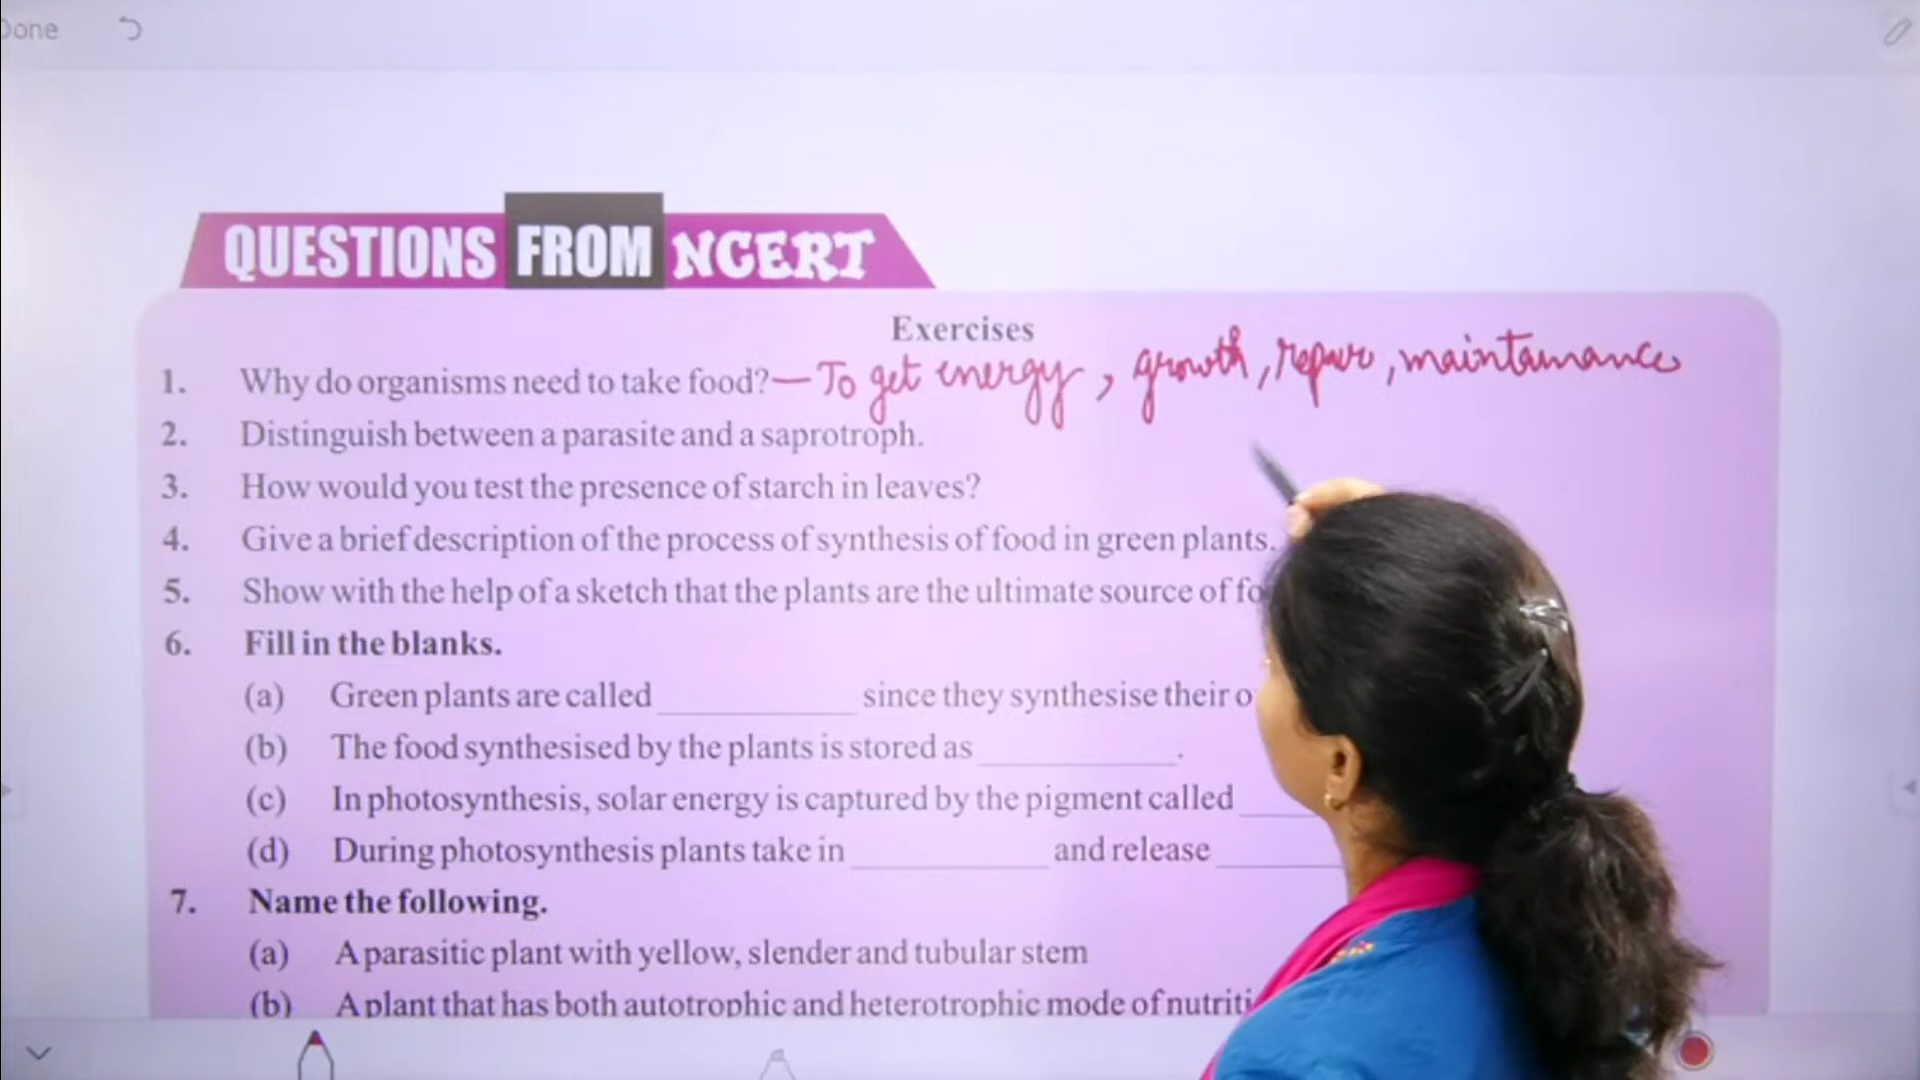 Done
QUESTIONS FROM NCERT
Exercises
1. Why do organisms need to take food? — To get energy, growth, repair, maintainance
2. Distinguish between a parasite and a saprotroph.
3. How would you test the presence of starch in leaves?
4. Give a brief description of the process of synthesis of food in green plants.
5. Show with the help of a sketch that the plants are the ultimate source of
6. Fill in the blanks.
(a) Green plants are called __________ since they synthesise their
(b) The food synthesised by the plants is stored as __________.
(c) In photosynthesis, solar energy is captured by the pigment called ____
(d) During photosynthesis plants take in __________ and release ______
7. Name the following.
(a) A parasitic plant with yellow, slender and tubular stem
(b) A plant that has both autotrophic and heterotrophic mode of